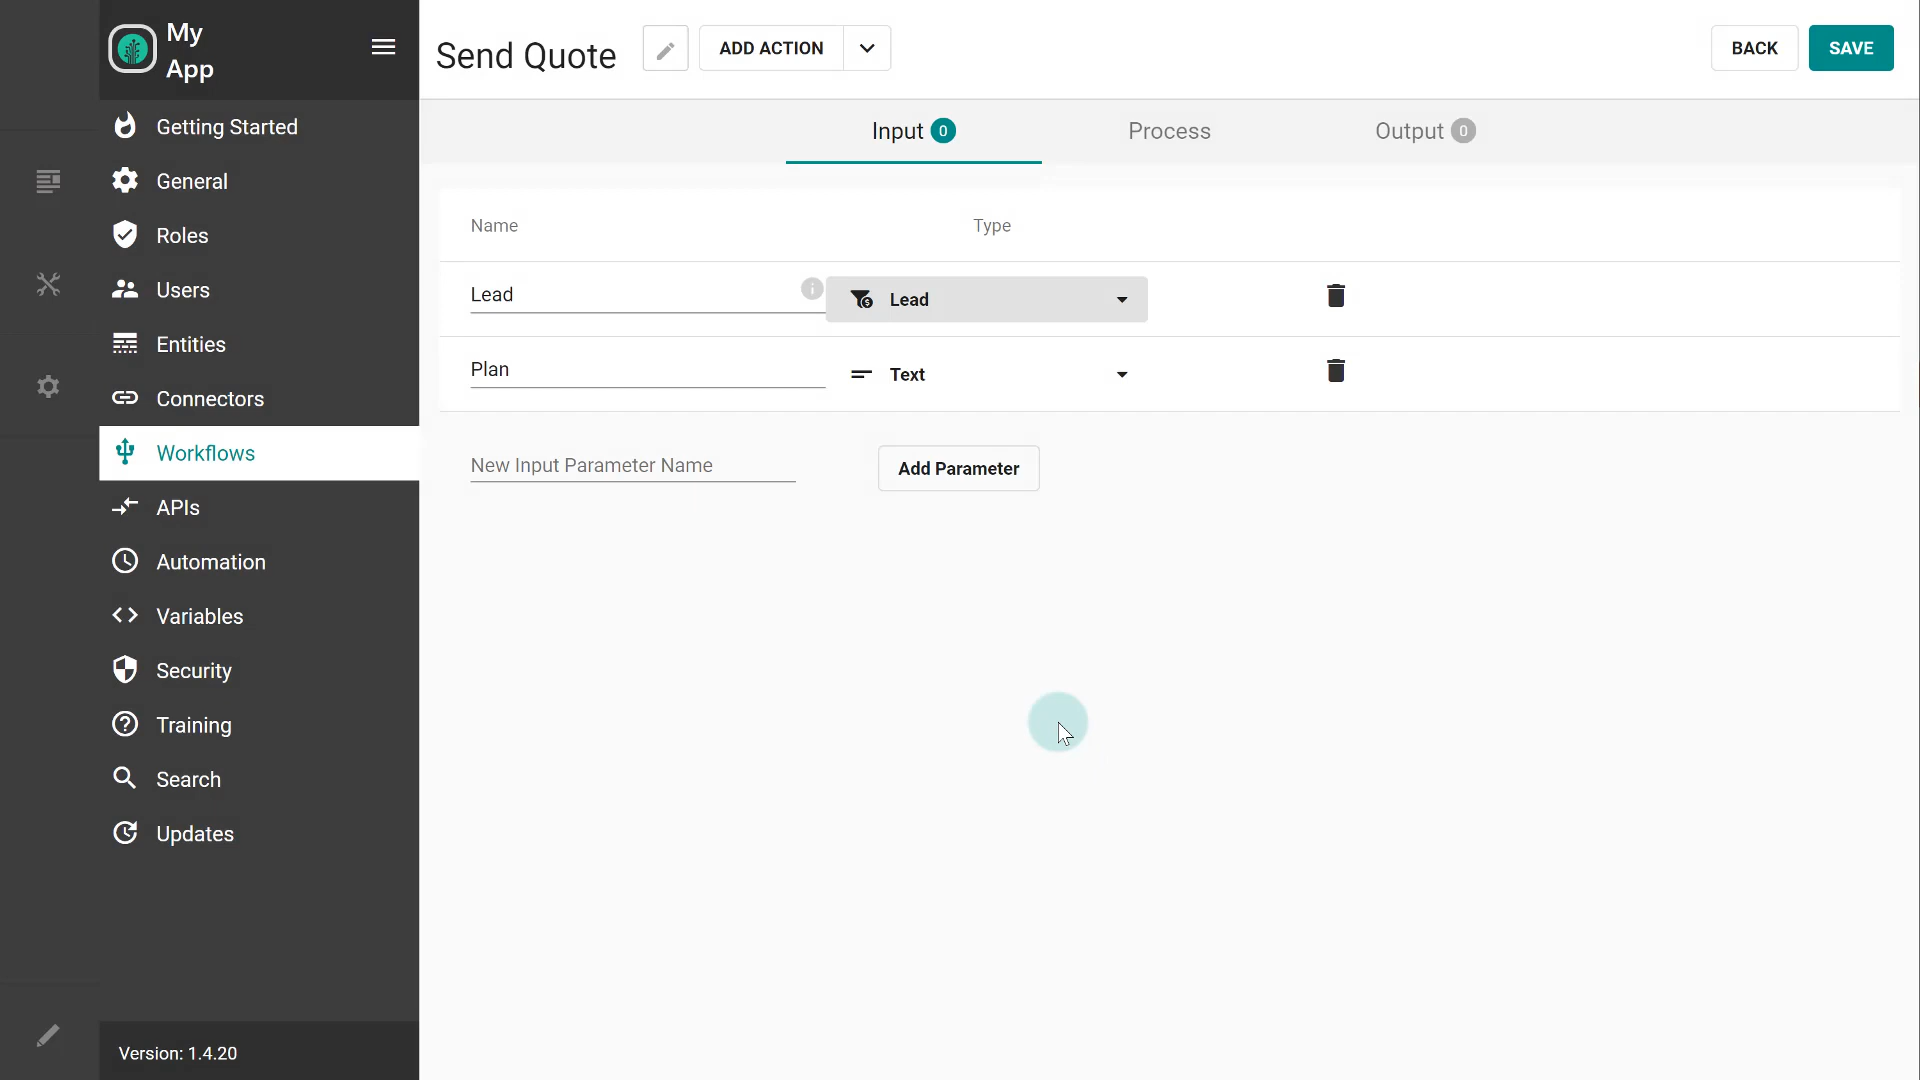 My
App
Getting Started
General
Roles
Users
Entities
Connectors
Workflows
APIs
Automation
Variables
Security
Training
Search
Updates
Version: 1.4.20
Send Quote
ADD ACTION
BACK
SAVE
Input 0
Process
Output 0
Name Type
Lead i Lead
Plan Text
New Input Parameter Name Add Parameter